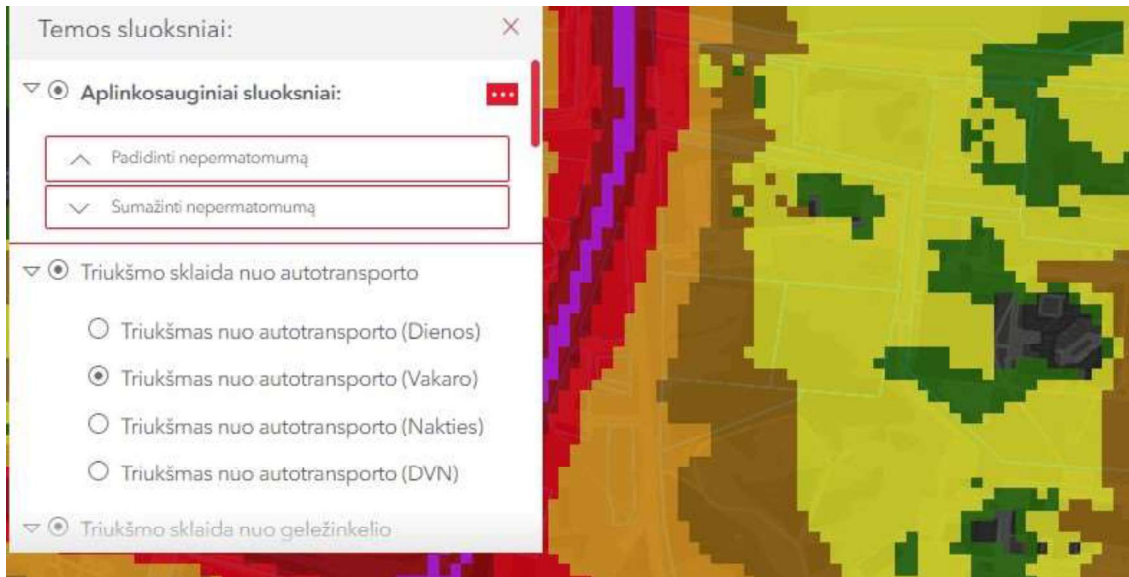 Temos sluoksniai:
Aplinkosauginiai sluoksniai:
Padidinti nepermatomumą
Sumažinti nepermatomumą
Triukšmo sklaida nuo autotransporto
Triukšmas nuo autotransporto (Dienos)
Triukšmas nuo autotransporto (Vakaro)
Triukšmas nuo autotransporto (Nakties)
Triukšmas nuo autotransporto (DVN)
Triukšmo sklaida nuo geležinkelio